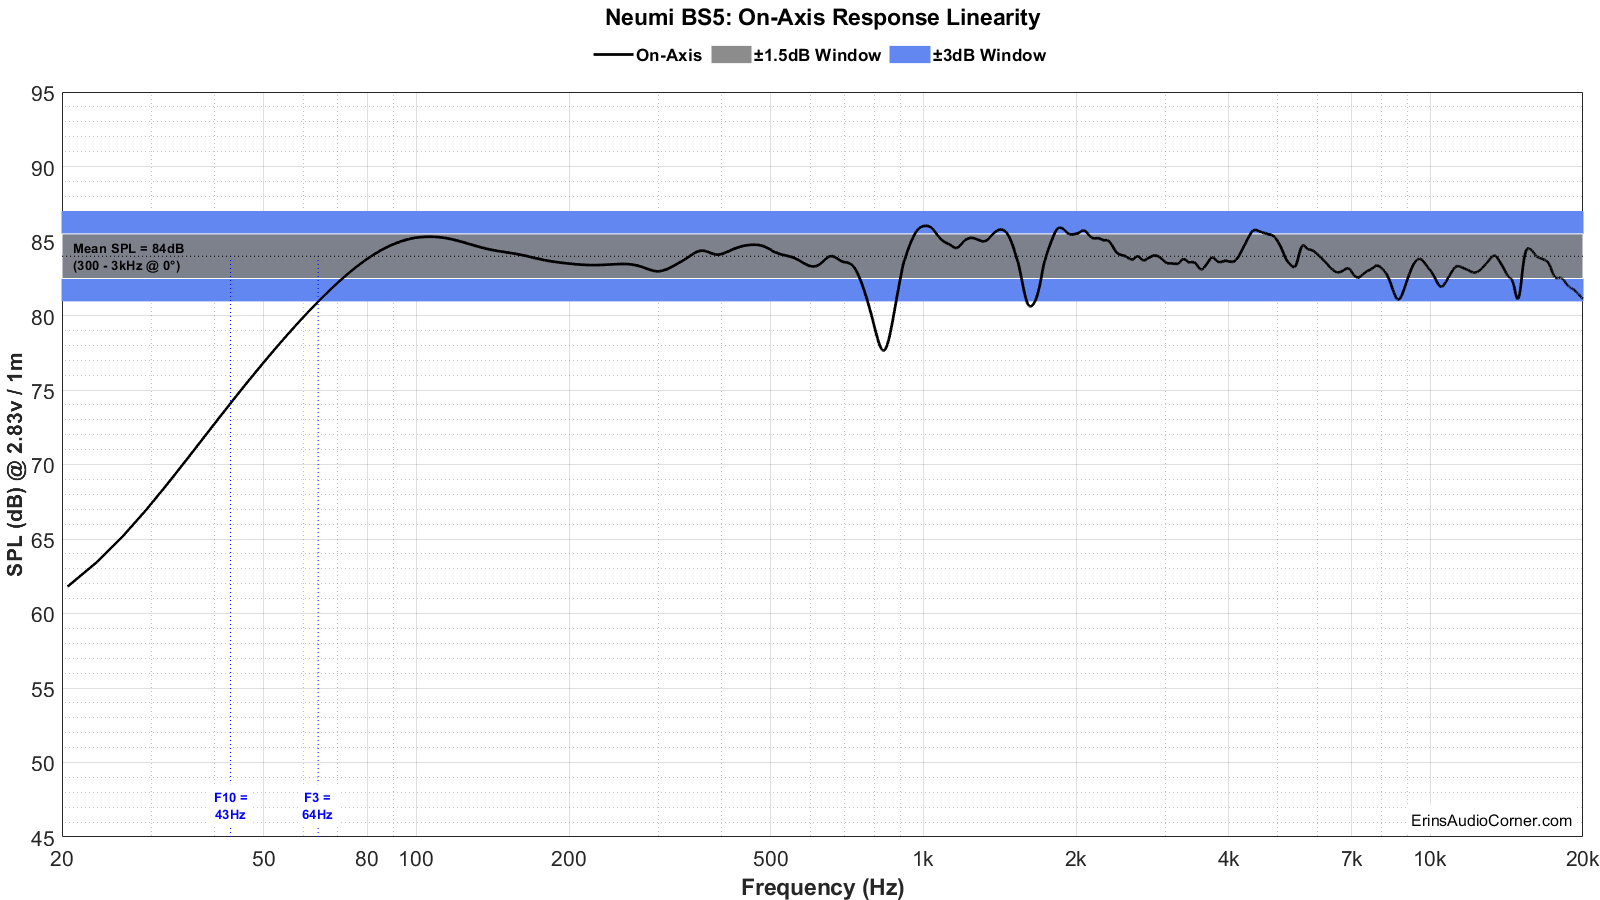 Neumi BS5: On-Axis Response Linearity
On-Axis ±1.5dB Window ±3dB Window
95
90
85
80
75
70
65
60
55
50
45
SPL (dB) @ 2.83v / 1m
Mean SPL = 84dB
(300 - 3kHz @ 0°)
F10 =
43Hz
F3 =
64Hz
ErinsAudioCorner.com
20 50 80 100 200 500 1k 2k 4k 7k 10k 20k
Frequency (Hz)